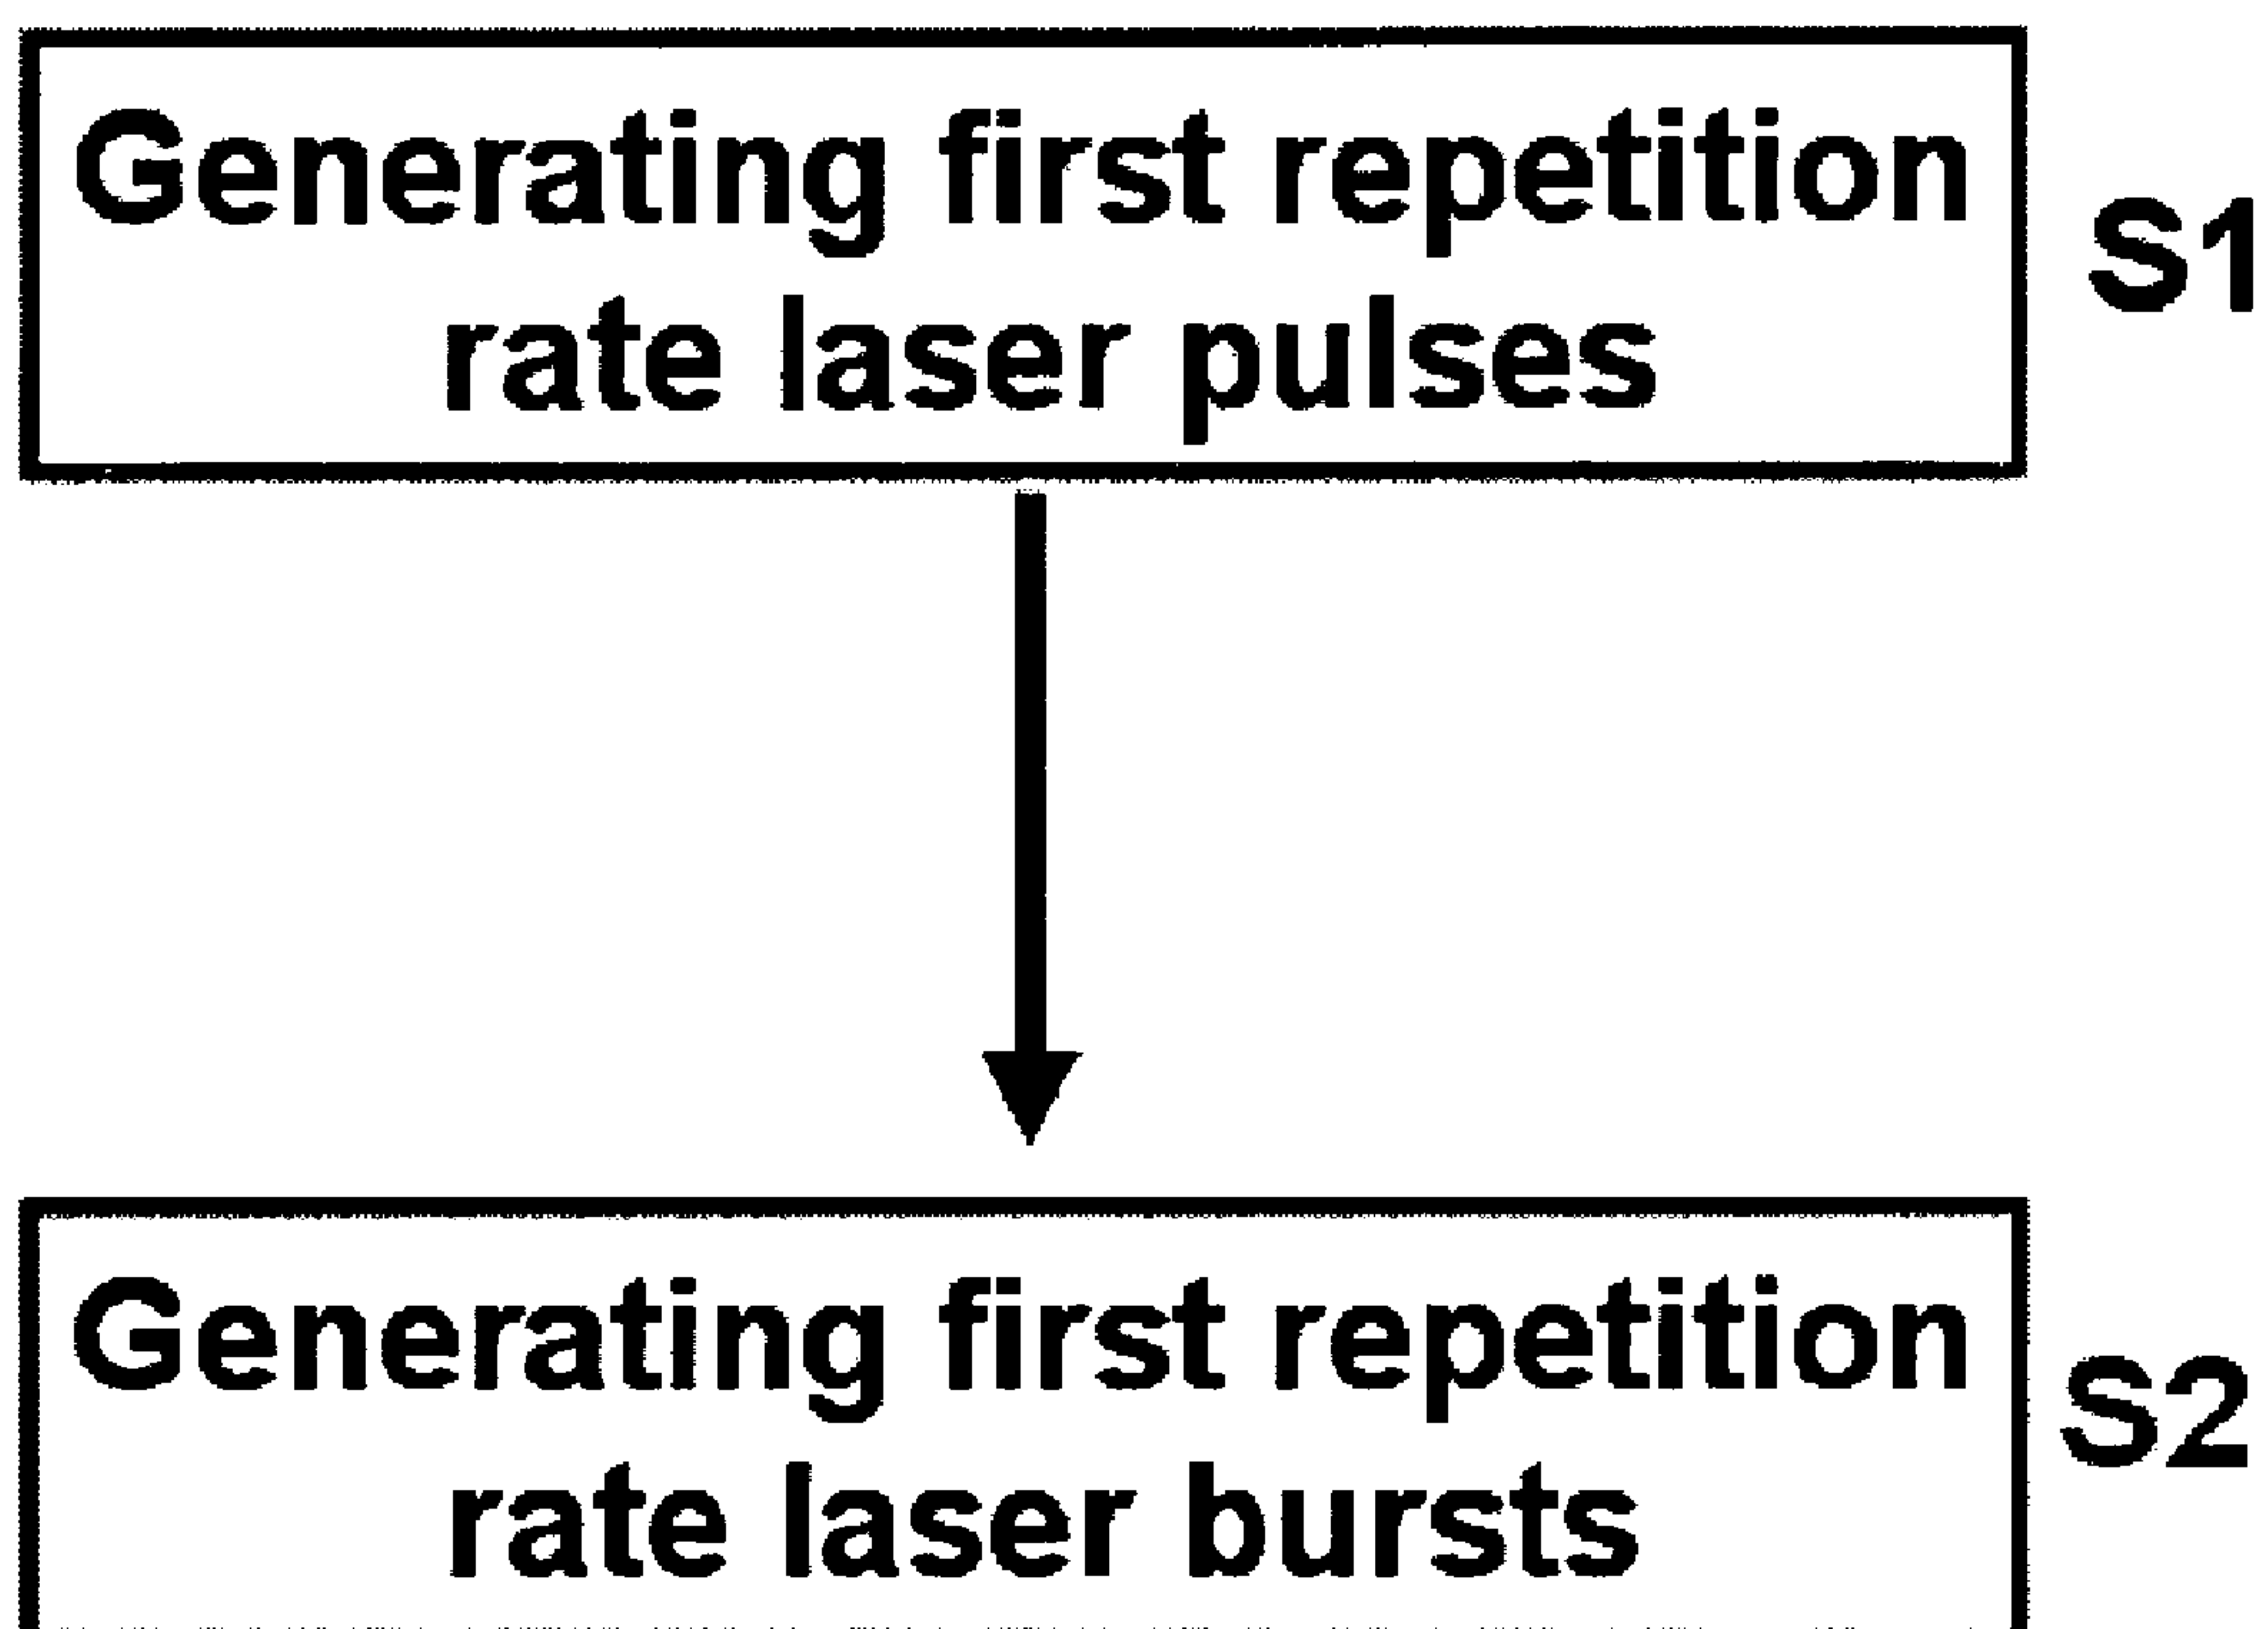 Generating first repetition
rate laser pulses
S1
Generating first repetition
rate laser bursts
S2